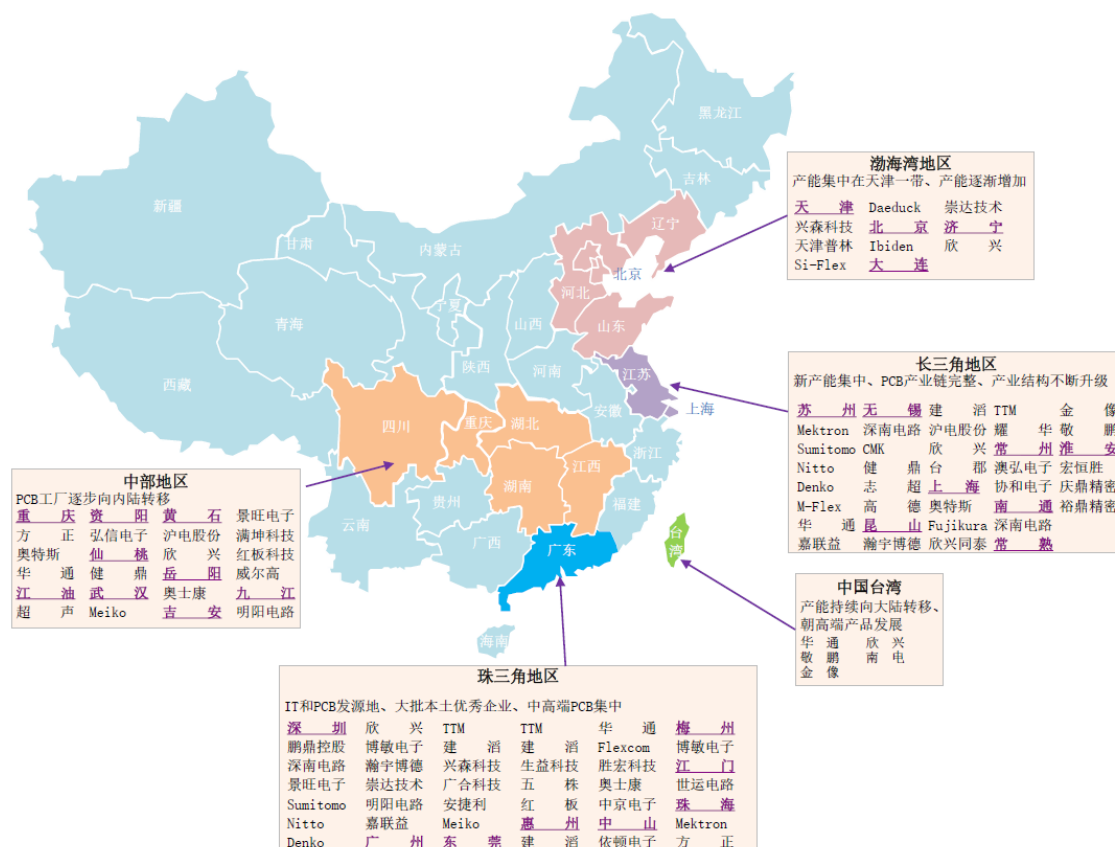 黑龙江
吉林
辽宁
新疆
甘肃
内蒙古
北京
河北
宁夏
山西
山东
青海
陕西
河南
江苏
西藏
安徽
上海
四川
重庆
湖北
浙江
湖南
江西
贵州
福建
云南
广西
广东
台湾
海南
渤海湾地区
产能集中在天津一带、产能逐渐增加
天 津 Daeduck 崇达技术
兴森科技 北 京 济 宁
天津普林 Ibiden 欣 兴
Si-Flex 大 连
长三角地区
新产能集中、PCB产业链完整、产业结构不断升级
苏 州 无 锡 建 滔 TTM 金 像
Mektron 深南电路 沪电股份 耀 华 敬 鹏
Sumitomo CMK 欣 兴 常 州 淮 安
Nitto 健 鼎 台 郡 澳弘电子 宏恒胜
Denko 志 超 上 海 协和电子 庆鼎精密
M-Flex 高 德 奥特斯 南 通 裕鼎精密
华 通 昆 山 Fujikura 深南电路
嘉联益 瀚宇博德 欣兴同泰 常 熟
中部地区
PCB工厂逐步向内陆转移
重 庆 资 阳 黄 石 景旺电子
方 正 弘信电子 沪电股份 满坤科技
奥特斯 仙 桃 欣 兴 红板科技
华 通 健 鼎 岳 阳 威尔高
江 油 武 汉 奥士康 九 江
超 声 Meiko 吉 安 明阳电路
中国台湾
产能持续向大陆转移、
朝高端产品发展
华 通 欣 兴
敬 鹏 南 电
金 像
珠三角地区
IT和PCB发源地、大批本土优秀企业、中高端PCB集中
深 圳 欣 兴 TTM TTM 华 通 梅 州
鹏鼎控股 博敏电子 建 滔 建 滔 Flexcom 博敏电子
深南电路 瀚宇博德 兴森科技 生益科技 胜宏科技 江 门
景旺电子 崇达技术 广合科技 五 株 奥士康 世运电路
Sumitomo 明阳电路 安捷利 红 板 中京电子 珠 海
Nitto 嘉联益 Meiko 惠 州 中 山 Mektron
Denko 广 州 东 莞 建 滔 依顿电子 方 正